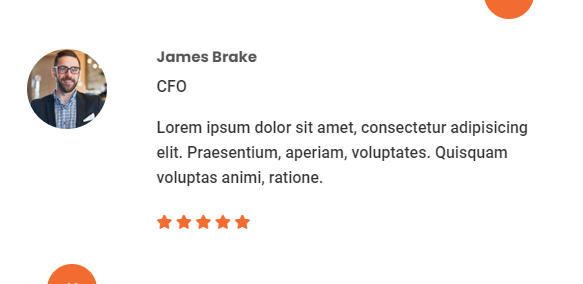 James Brake
CFO
Lorem ipsum dolor sit amet, consectetur adipisicing
elit. Praesentium, aperiam, voluptates. Quisquam
voluptas animi, ratione.